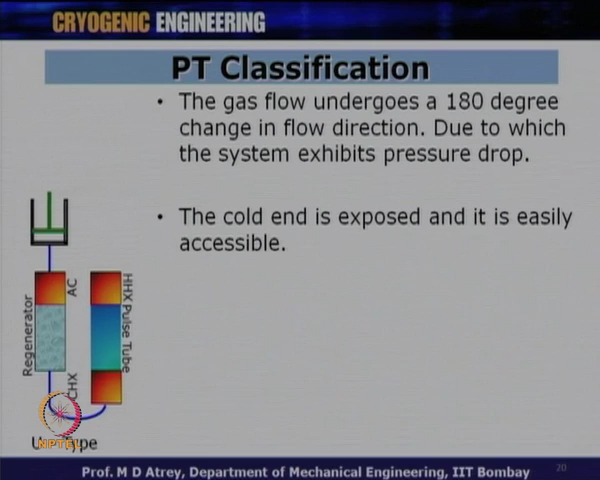 CRYOGENIC ENGINEERING
PT Classification
• The gas flow undergoes a 180 degree
change in flow direction. Due to which
the system exhibits pressure drop.
• The cold end is exposed and it is easily
accessible.
Regenerator
AC
CHX
HHX
Pulse Tube
Type
NPTEL
Prof. M D Atrey, Department of Mechanical Engineering, IIT Bombay
20